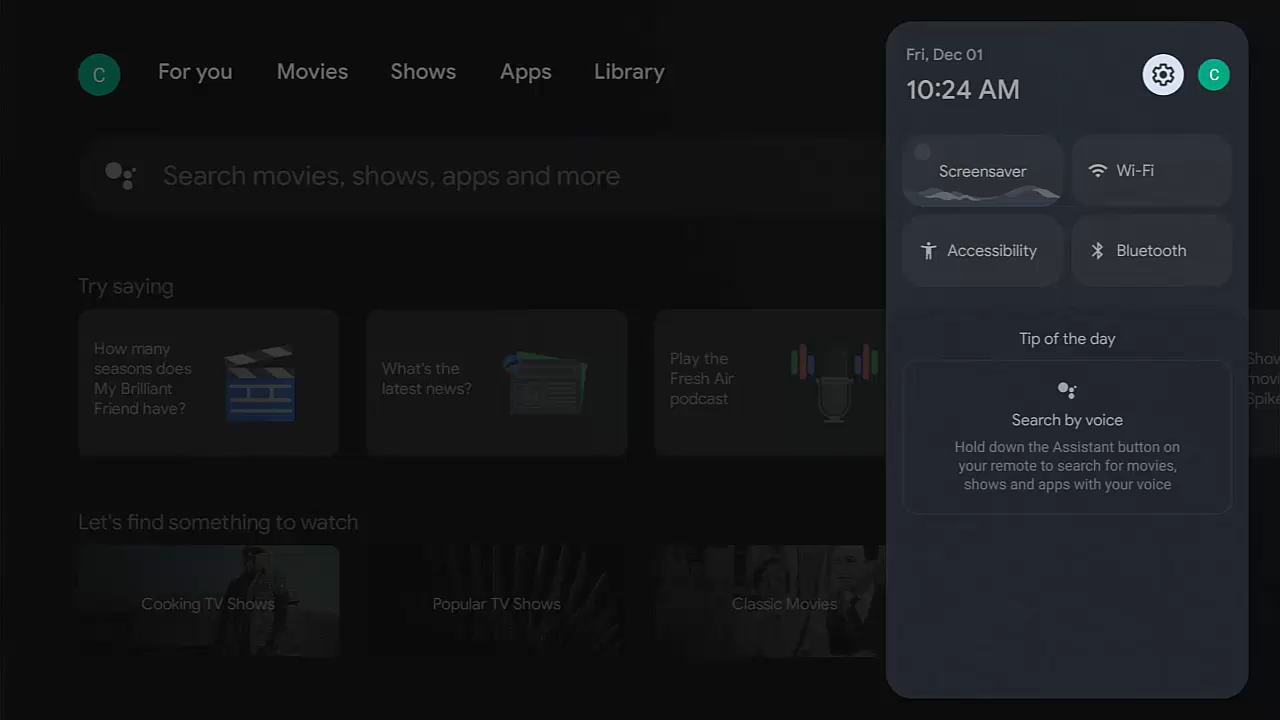 C
For you
Movies
Shows
Apps
Library
Search movies, shows, apps and more
Try saying
How many
seasons does
My Brilliant
Friend have?
What's the
latest news?
Play the
Fresh Air
podcast
Let's find something to watch
Cooking TV Shows
Popular TV Shows
Classic Movies
Fri, Dec 01
10:24 AM
C
Screensaver
Wi-Fi
Accessibility
Bluetooth
Tip of the day
Search by voice
Hold down the Assistant button on
your remote to search for movies,
shows and apps with your voice